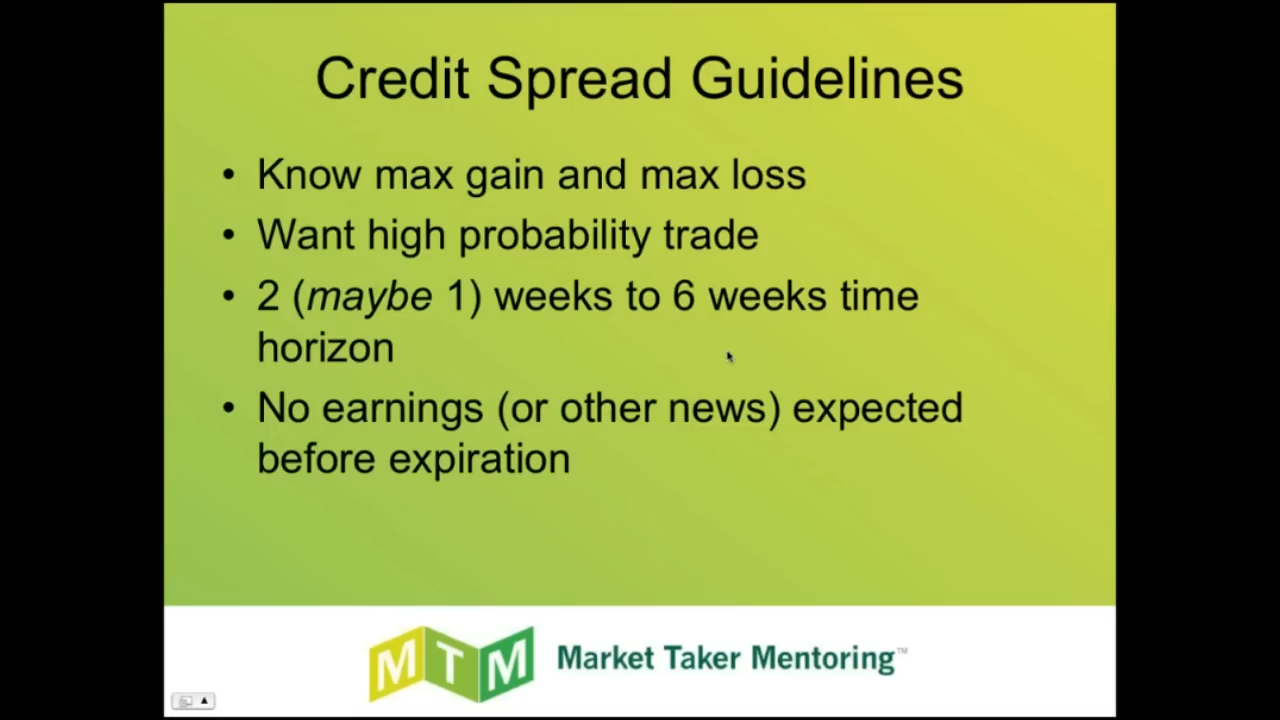 Credit Spread Guidelines
• Know max gain and max loss
• Want high probability trade
• 2 (maybe 1) weeks to 6 weeks time
horizon
• No earnings (or other news) expected
before expiration
MTM Market Taker Mentoring™